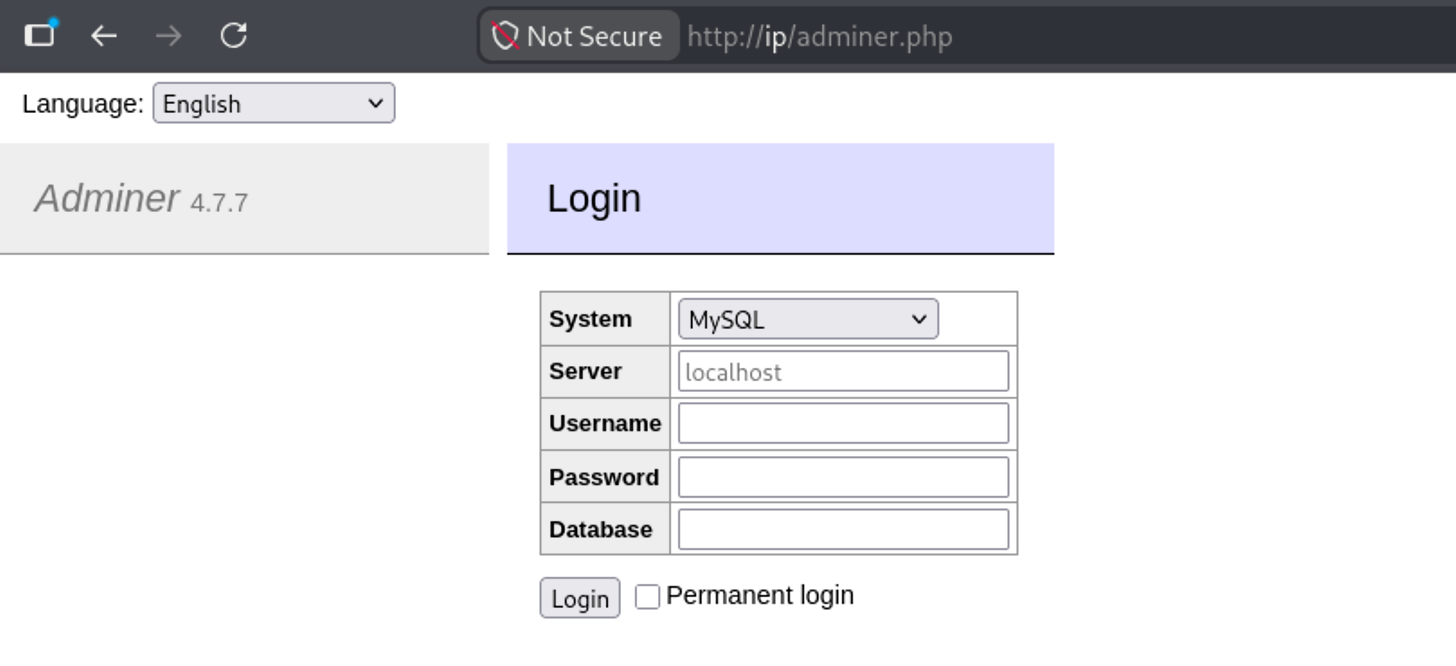 Not Secure http://ip/adminer.php
Language: English
Adminer 4.7.7
Login
System MySQL
Server localhost
Username
Password
Database
Login Permanent login